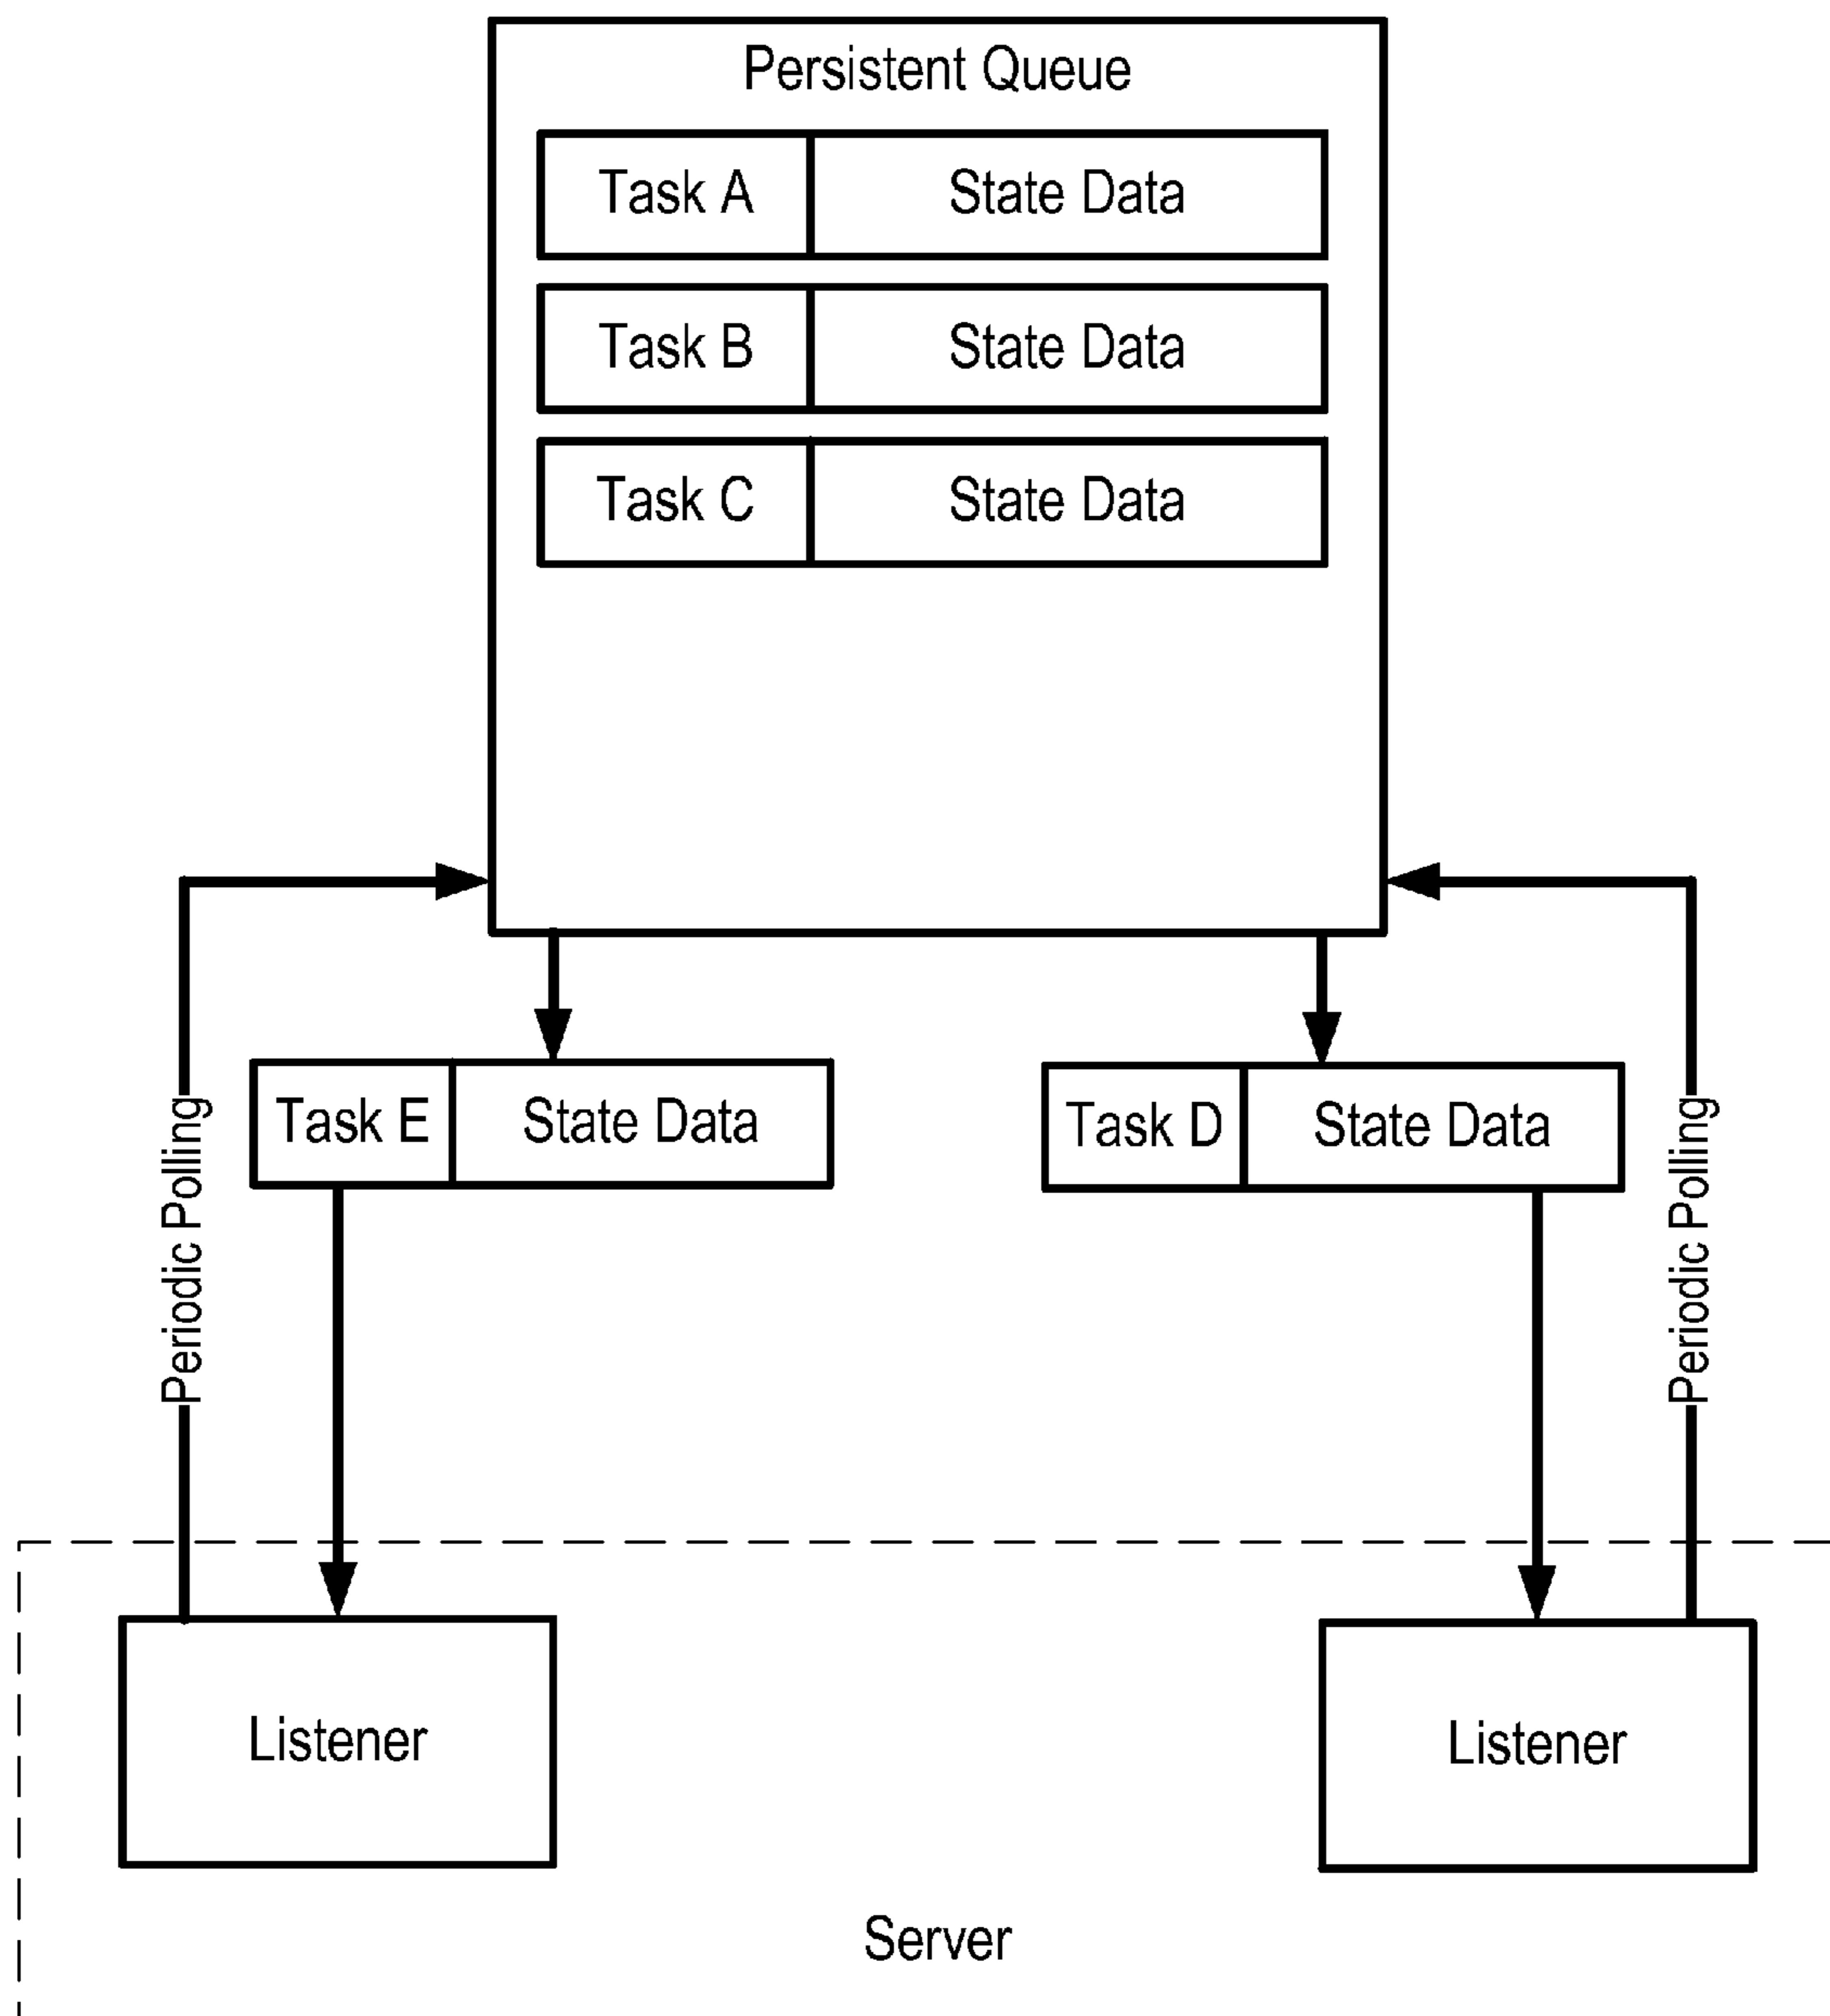 Persistent Queue
Task A State Data
Task B State Data
Task C State Data
Task E State Data
Task D State Data
Periodic Polling
Periodic Polling
Listener
Listener
Server